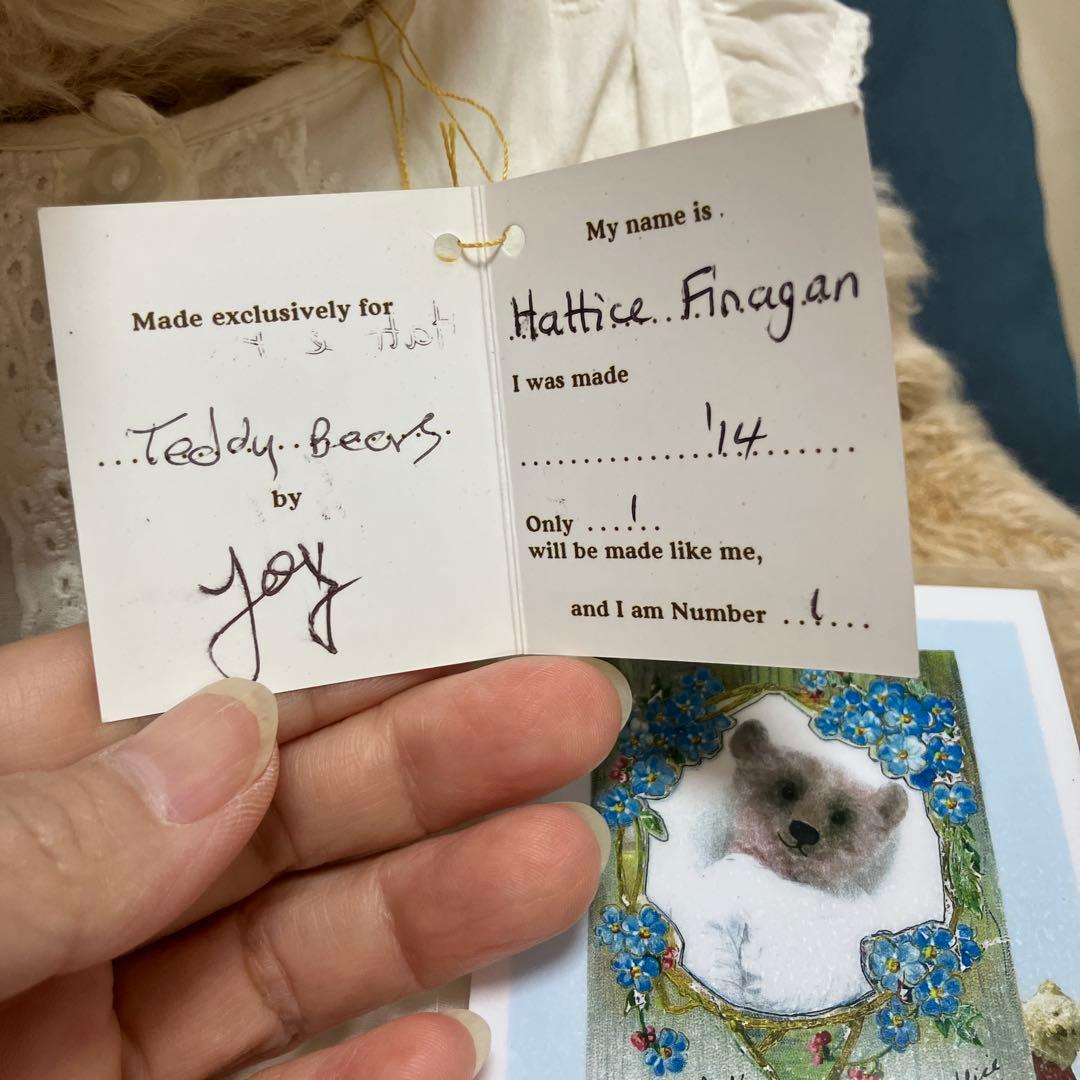 Made exclusively for
Teddy Bears
by
Joy
My name is
Hattice Finagan
I was made
'14
Only 1
will be made like me,
and I am Number 1